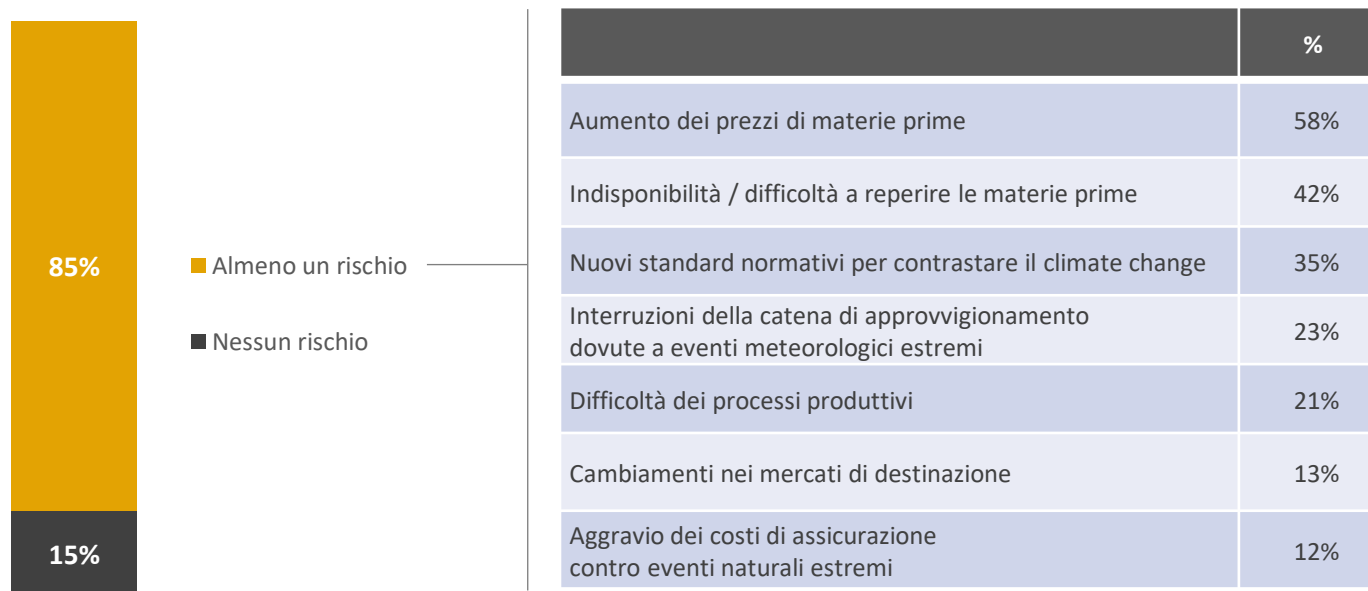 85%
15%
Almeno un rischio
Nessun rischio
%
Aumento dei prezzi di materie prime 58%
Indisponibilità / difficoltà a reperire le materie prime 42%
Nuovi standard normativi per contrastare il climate change 35%
Interruzioni della catena di approvvigionamento
dovute a eventi meteorologici estremi 23%
Difficoltà dei processi produttivi 21%
Cambiamenti nei mercati di destinazione 13%
Aggravio dei costi di assicurazione
contro eventi naturali estremi 12%